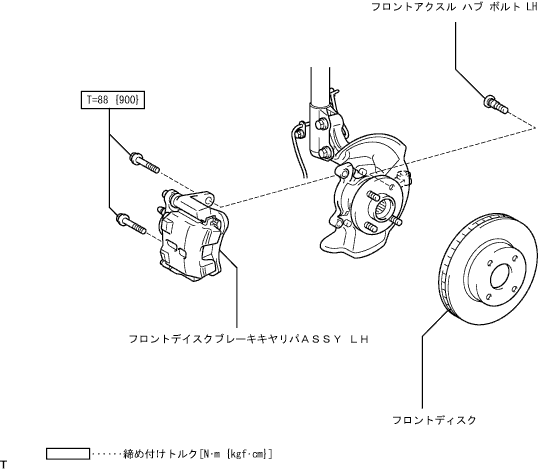 フロントアクスル ハブ ボルト LH
T=88 {900}
フロントデイスクブレーキキヤリパASSY LH
フロントディスク
‥‥‥締め付けトルク[N·m {kgf·cm}]
T